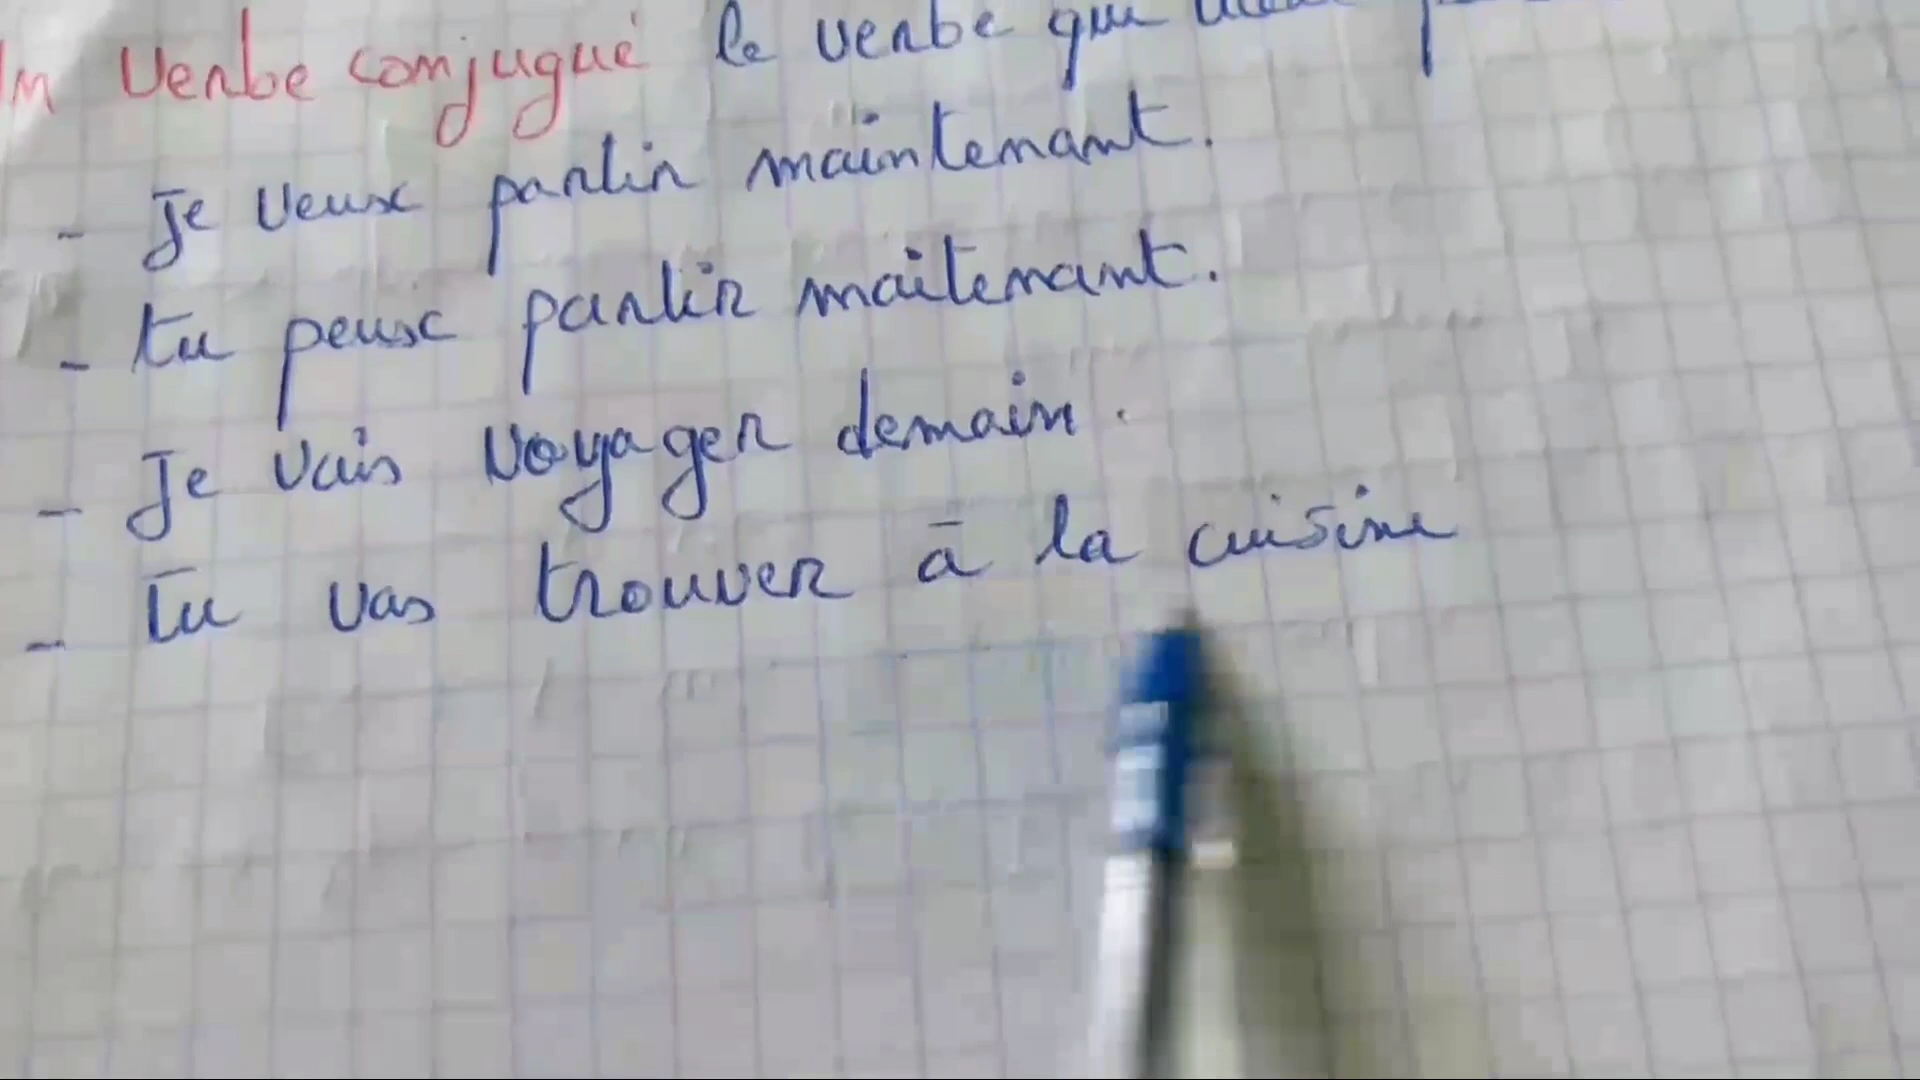 Verbe conjugué le verbe qui
- Je veux partir maintenant.
- tu peux partir maitenant.
- Je vais voyager demain.
- Tu vas trouver à la cuisine